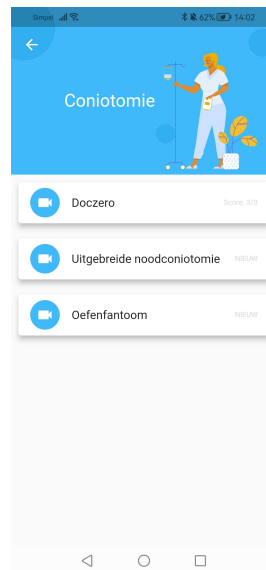 Simpel 62% 14:02
Coniotomie
Doczero Score: 3/3
Uitgebreide noodconiotomie NIEUW
Oefenfantoom NIEUW